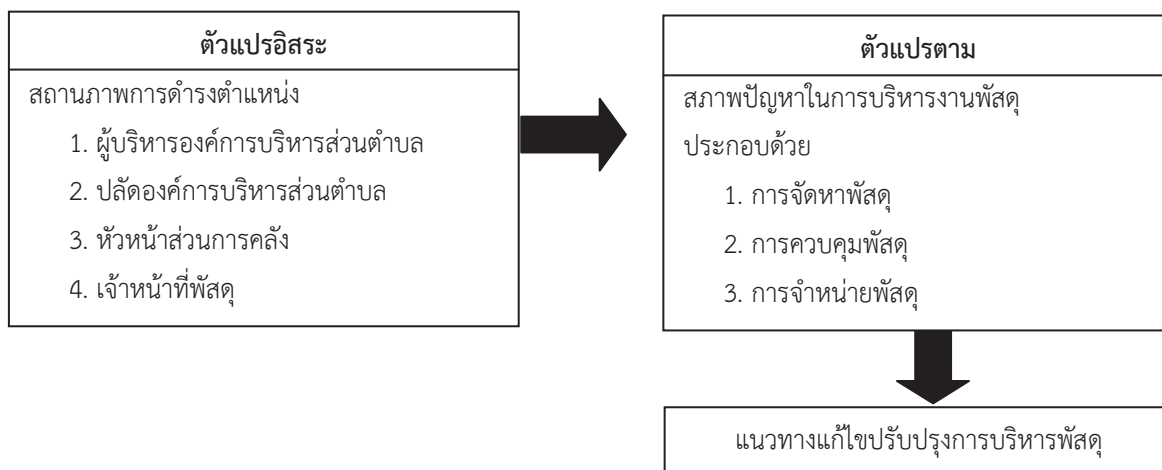 ตัวแปรอิสระ
สถานภาพการดำรงตำแหน่ง
1. ผู้บริหารองค์การบริหารส่วนตำบล
2. ปลัดองค์การบริหารส่วนตำบล
3. หัวหน้าส่วนการคลัง
4. เจ้าหน้าที่พัสดุ
ตัวแปรตาม
สภาพปัญหาในการบริหารงานพัสดุ
ประกอบด้วย
1. การจัดหาพัสดุ
2. การควบคุมพัสดุ
3. การจำหน่ายพัสดุ
แนวทางแก้ไขปรับปรุงการบริหารพัสดุ